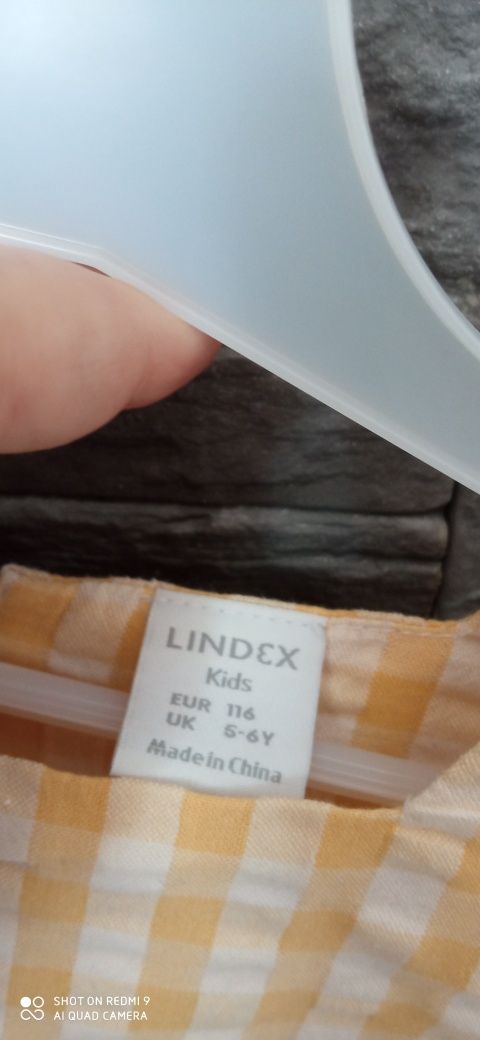 LINDEX
Kids
EUR 116
UK 5-6Y
Made in China
SHOT ON REDMI 9
AI QUAD CAMERA